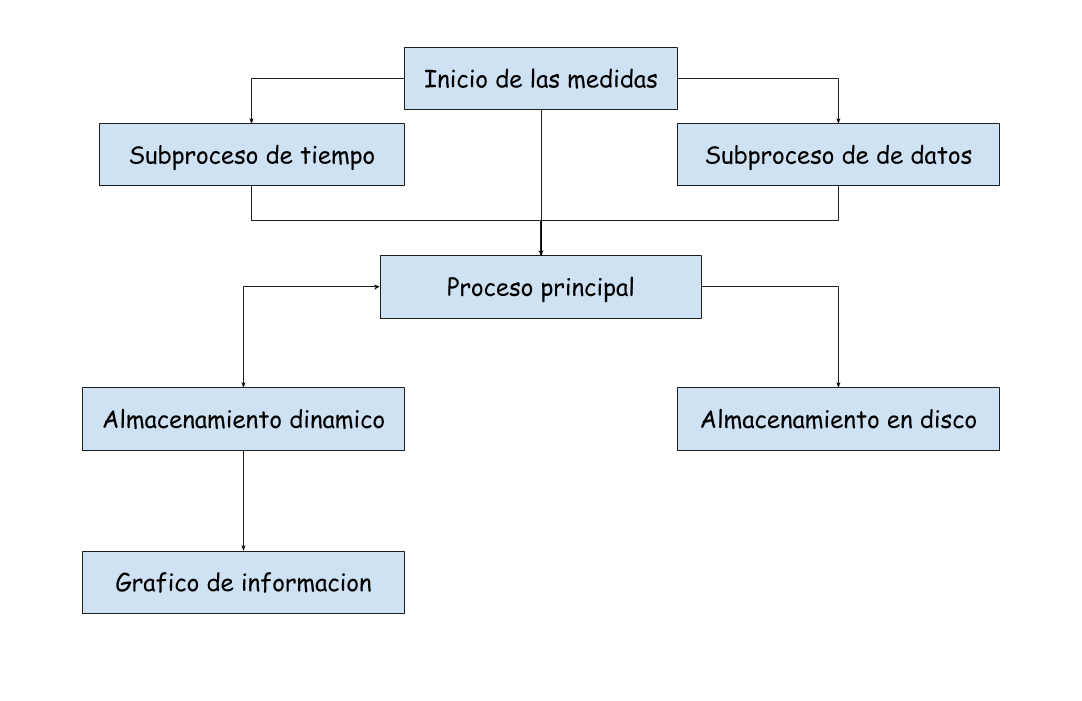 Inicio de las medidas
Subproceso de tiempo
Subproceso de de datos
Proceso principal
Almacenamiento dinamico
Almacenamiento en disco
Grafico de informacion